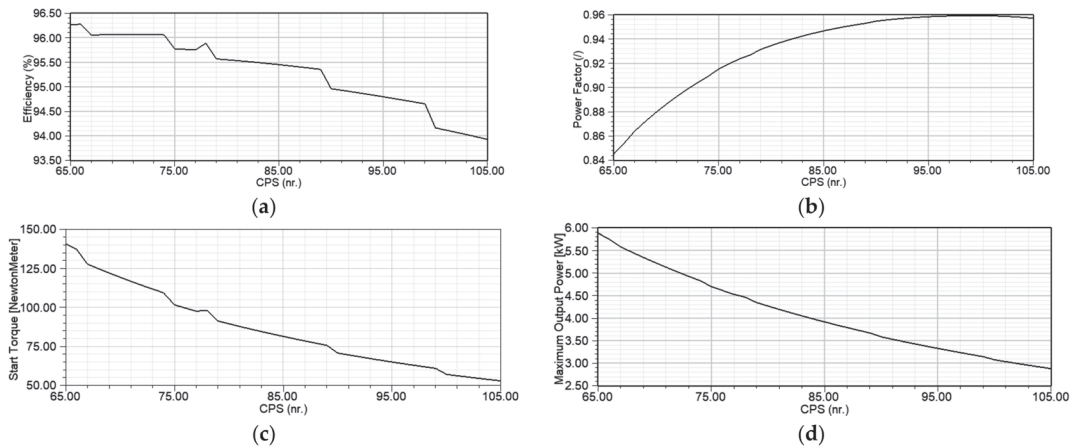 96.50
96.00
95.50
95.00
94.50
94.00
93.50
Efficiency (%)
65.00 75.00 85.00 95.00 105.00
CPS (nr.)
(a)
0.96
0.94
0.92
0.90
0.88
0.86
0.84
Power Factor (/)
65.00 75.00 85.00 95.00 105.00
CPS (nr.)
(b)
150.00
125.00
100.00
75.00
50.00
Start Torque [NewtonMeter]
65.00 75.00 85.00 95.00 105.00
CPS (nr.)
(c)
6.00
5.50
5.00
4.50
4.00
3.50
3.00
2.50
Maximum Output Power [kW]
65.00 75.00 85.00 95.00 105.00
CPS (nr.)
(d)